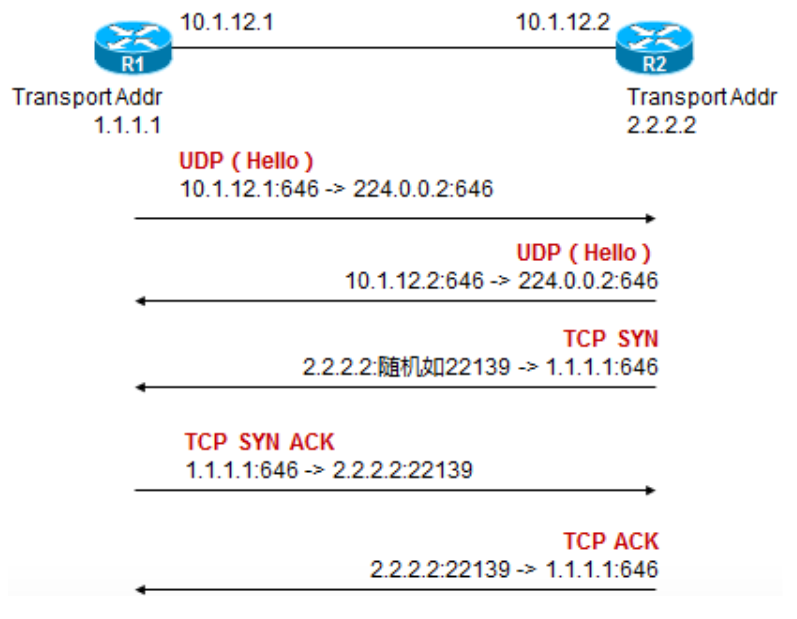 10.1.12.1
10.1.12.2
R1
R2
Transport Addr
1.1.1.1
Transport Addr
2.2.2.2
UDP（Hello）
10.1.12.1:646 -> 224.0.0.2:646
UDP（Hello）
10.1.12.2:646 -> 224.0.0.2:646
TCP SYN
2.2.2.2:随机如22139 -> 1.1.1.1:646
TCP SYN ACK
1.1.1.1:646 -> 2.2.2.2:22139
TCP ACK
2.2.2.2:22139 -> 1.1.1.1:646